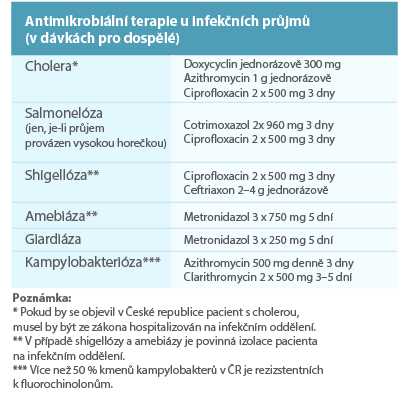 Antimikrobiální terapie u infekčních průjmů
(v dávkách pro dospělé)
Cholera*
Doxycyclin jednorázově 300 mg
Azithromycin 1 g jednorázově
Ciprofloxacin 2 x 500 mg 3 dny
Salmonelóza
(jen, je-li průjem
provázen vysokou horečkou)
Cotrimoxazol 2x 960 mg 3 dny
Ciprofloxacin 2 x 500 mg 3 dny
Shigellóza**
Ciprofloxacin 2 x 500 mg 3 dny
Ceftriaxon 2–4 g jednorázově
Amebiáza**
Metronidazol 3 x 750 mg 5 dní
Giardiáza
Metronidazol 3 x 250 mg 5 dní
Kampylobakterióza***
Azithromycin 500 mg denně 3 dny
Clarithromycin 2 x 500 mg 3–5 dní
Poznámka:
* Pokud by se objevil v České republice pacient s cholerou,
musel by být ze zákona hospitalizován na infekčním oddělení.
** V případě shigellózy a amebiázy je povinná izolace pacienta
na infekčním oddělení.
*** Více než 50 % kmenů kampylobakterů v ČR je rezizstentních
k fluorochinolonům.